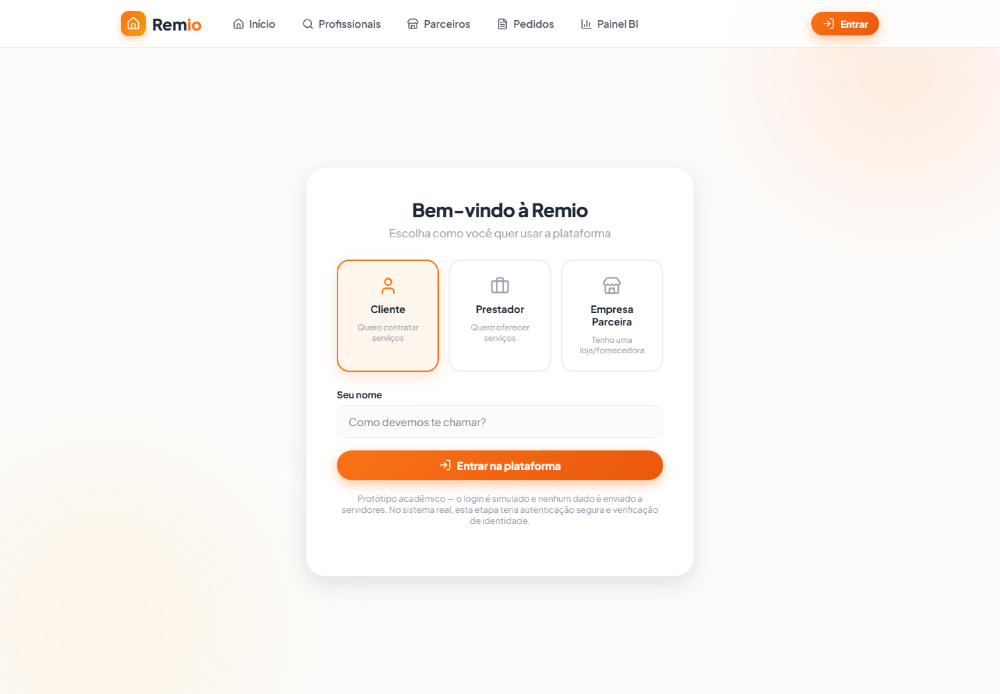 Remio
Início
Profissionais
Parceiros
Pedidos
Painel BI
Entrar
Bem-vindo à Remio
Escolha como você quer usar a plataforma
Cliente
Quero contratar
serviços
Prestador
Quero oferecer
serviços
Empresa
Parceira
Tenho uma
loja/fornecedora
Seu nome
Como devemos te chamar?
Entrar na plataforma
Protótipo acadêmico — o login é simulado e nenhum dado é enviado a
servidores. No sistema real, esta etapa teria autenticação segura e verificação
de identidade.